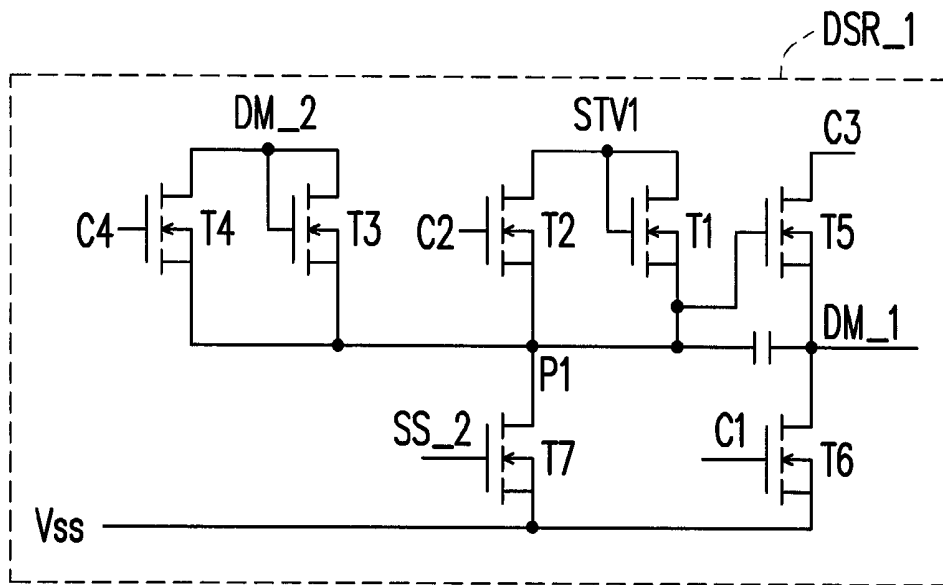 DSR_1
DM_2
STV1
C3
C4
T4
T3
C2
T2
T1
T5
DM_1
P1
SS_2
T7
C1
T6
Vss